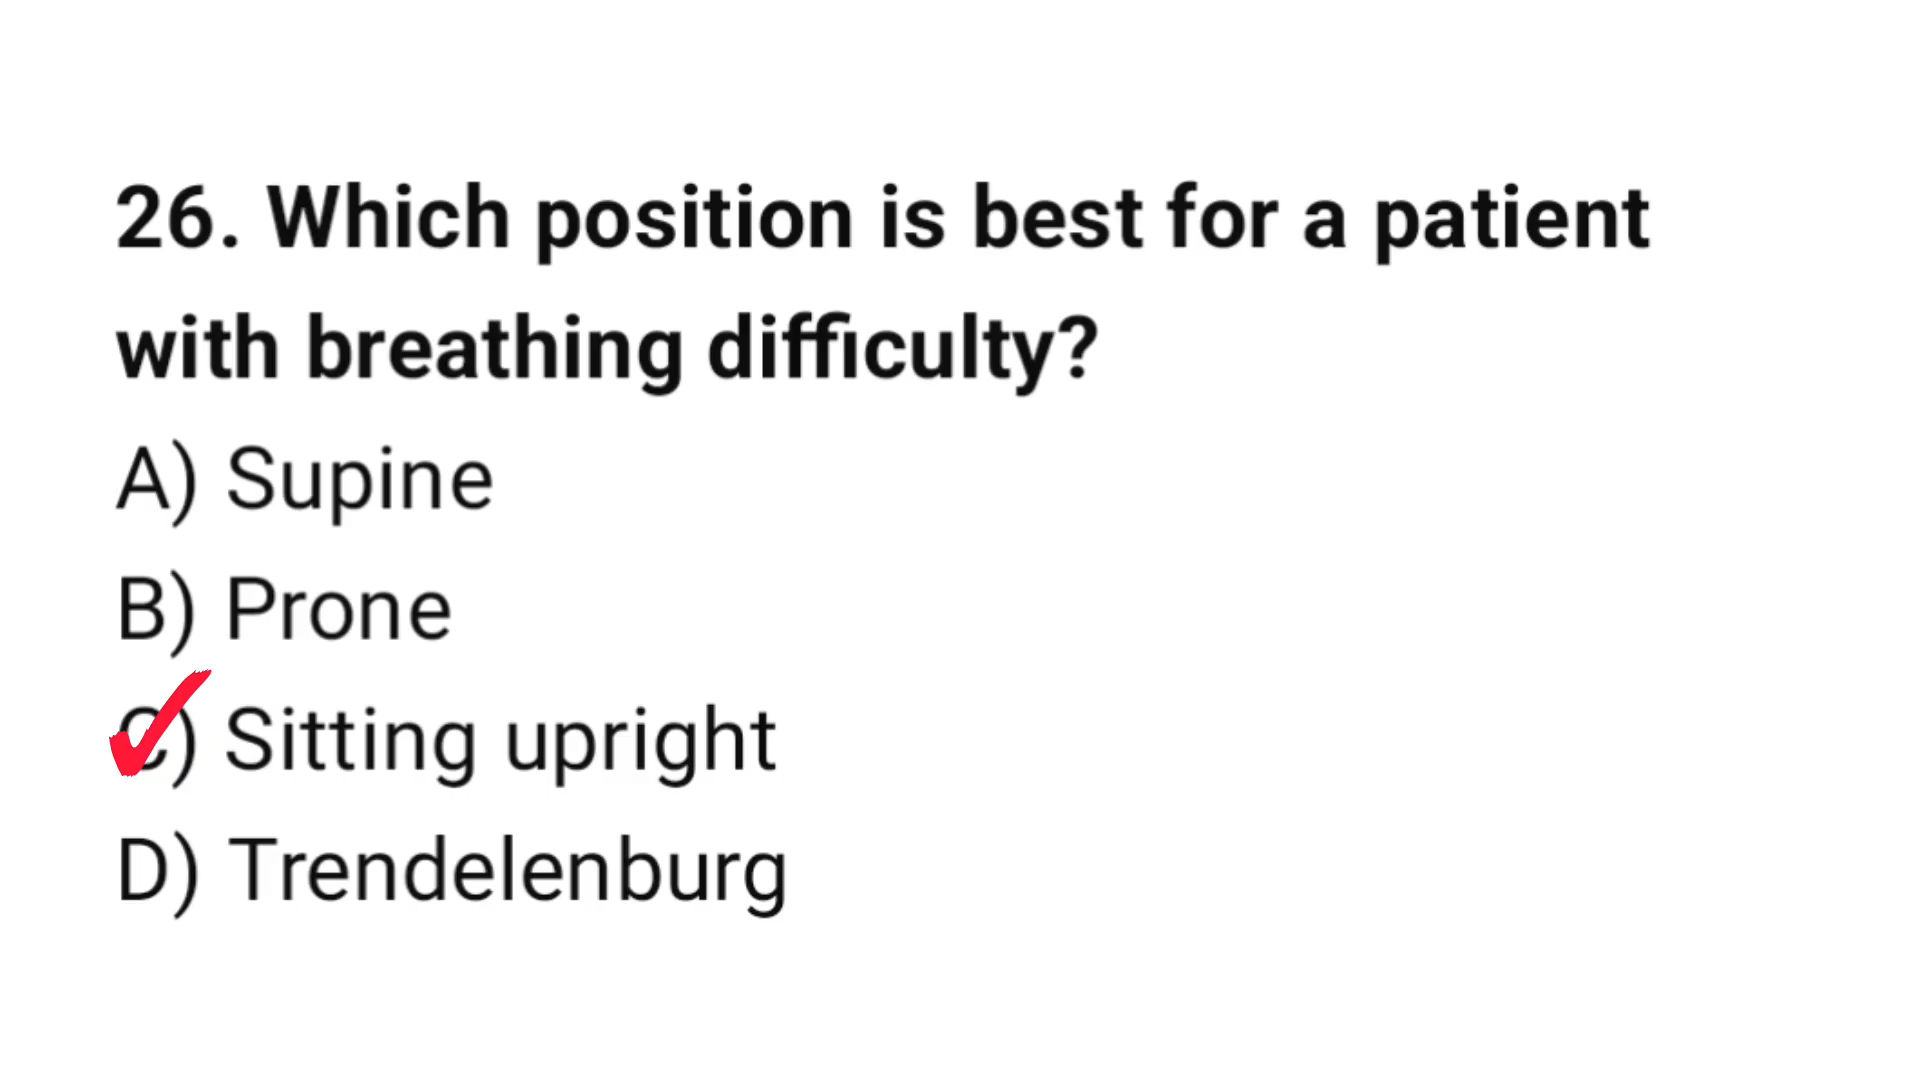 26. Which position is best for a patient
with breathing difficulty?
A) Supine
B) Prone
C) Sitting upright
D) Trendelenburg